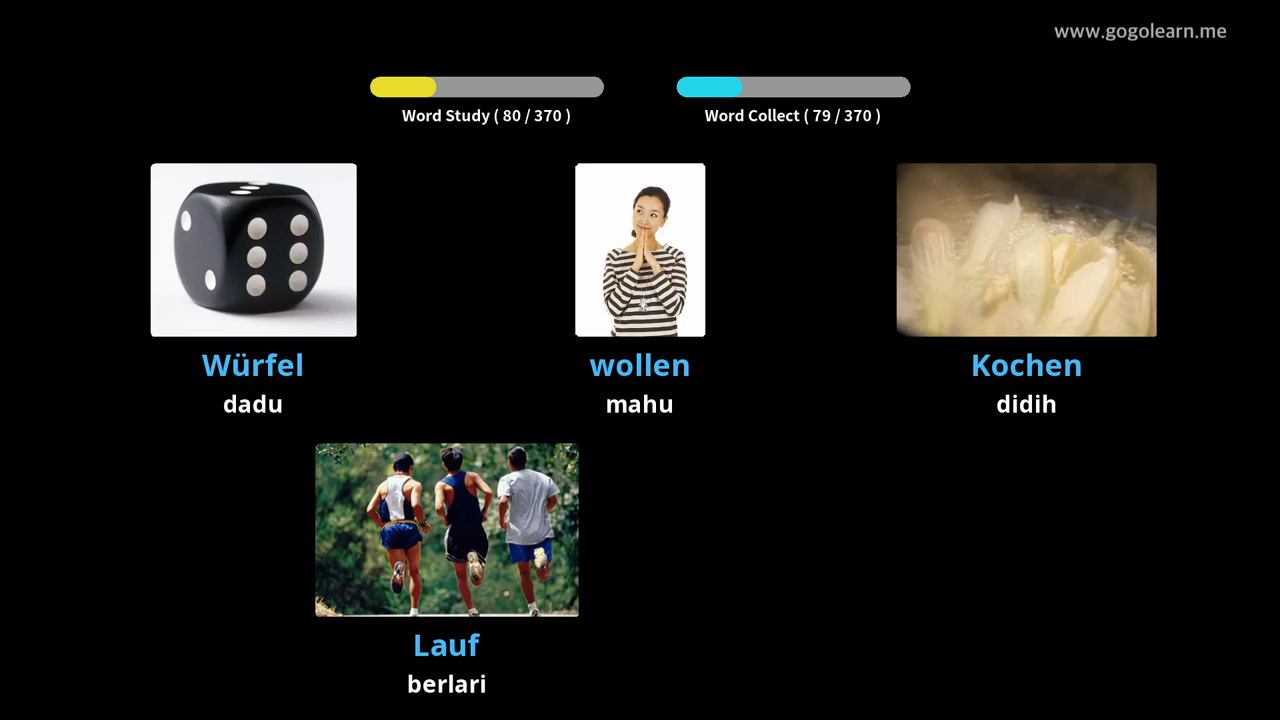 www.gogolearn.me
Word Study ( 80 / 370 )
Word Collect ( 79 / 370 )
Würfel
dadu
wollen
mahu
Kochen
didih
Lauf
berlari